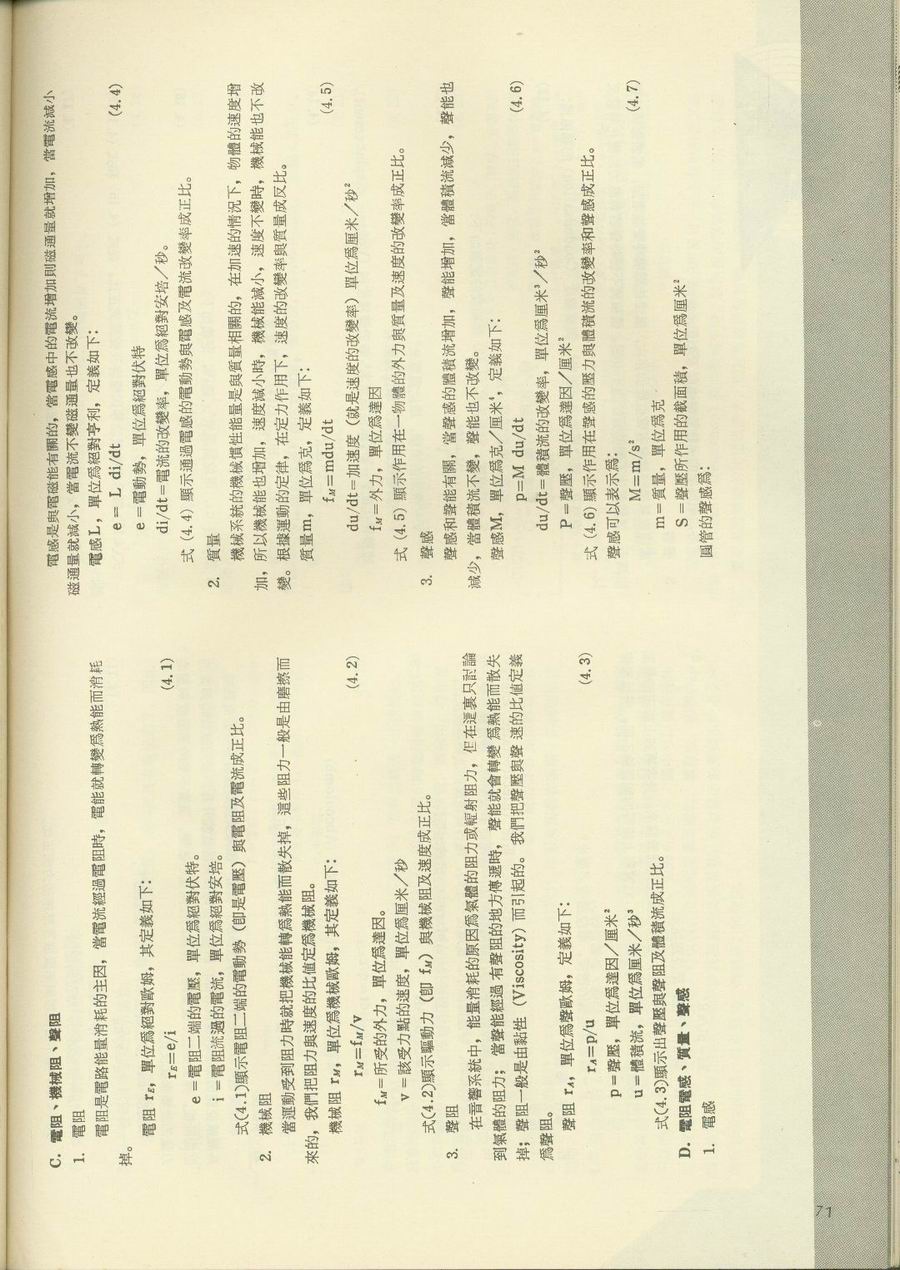 C. 電阻、機械阻、聲阻
1. 電阻
電阻是電路能量消耗的主因，當電流經過電阻時，電能就轉變爲熱能而消耗
掉。
電阻 rE，單位爲絕對歐姆，其定義如下：
rE=e/i (4.1)
e＝電阻二端的電壓，單位爲絕對伏特。
i＝電阻流過的電流，單位爲絕對安培。
式(4.1)顯示電阻二端的電動勢（卽是電壓）與電阻及電流成正比。
2. 機械阻
當運動受到阻力時就把機械能轉爲熱能而散失掉，這些阻力一般是由磨擦而
來的，我們把阻力與速度的比値定爲機械阻。
機械阻 rM，單位爲機械歐姆，其定義如下：
rM=fM/v (4.2)
fM＝所受的外力，單位爲達因。
v＝該受力點的速度，單位爲厘米／秒
式(4.2)顯示驅動力（卽 fM）與機械阻及速度成正比。
3. 聲阻
在音響系統中，能量消耗的原因爲氣體的阻力或輻射阻力，但在這裏只討論
到氣體的阻力；當聲能經過有聲阻的地方傳遞時，聲能就會轉變爲熱能而散失
掉；聲阻一般是由黏性（Viscosity）而引起的。我們把聲壓與聲速的比値定義
爲聲阻。
聲阻 rA，單位爲聲歐姆，定義如下：
rA=p/u (4.3)
p＝聲壓，單位爲達因／厘米²
u＝體積流，單位爲厘米／秒³
式(4.3)顯示出聲壓與聲阻及體積流成正比。
D. 電阻電感、質量、聲感
1. 電感
電感是與電磁能有關的，當電感中的電流增加則磁通量就增加，當電流減小
磁通量就減小，當電流不變磁通量也不改變。
電感L，單位爲絕對亨利，定義如下：
e＝ L di/dt (4.4)
e＝電動勢，單位爲絕對伏特
di/dt＝電流的改變率，單位爲絕對安培／秒。
式（4.4）顯示通過電感的電動勢與電感及電流改變率成正比。
2. 質量
機械系統的機械慣性能量是與質量相關的，在加速的情況下，物體的速度增
加，所以機械能也增加，速度減小時，機械能減小，速度不變時，機械能也不改
變。根據運動的定律，在定力作用下，速度的改變率與質量成反比。
質量m，單位爲克，定義如下：
fM=mdu/dt (4.5)
du/dt＝加速度（就是速度的改變率）單位爲厘米／秒²
fM＝外力，單位爲達因
式（4.5）顯示作用在一物體的外力與質量及速度的改變率成正比。
3. 聲感
聲感和聲能有關，當聲感的體積流增加，聲能增加，當體積流減少，聲能也
減少，當體積流不變，聲能也不改變。
聲感M，單位爲克／厘米⁴，定義如下：
p=M du/dt (4.6)
du/dt＝體積流的改變率，單位爲厘米³／秒²
P＝聲壓，單位爲達因／厘米²
式（4.6）顯示作用在聲感的壓力與體積流的改變率和聲感成正比。
聲感可以表示爲：
M=m/s² (4.7)
m＝質量，單位爲克
S＝聲壓所作用的截面積，單位爲厘米²
圓管的聲感爲：
71